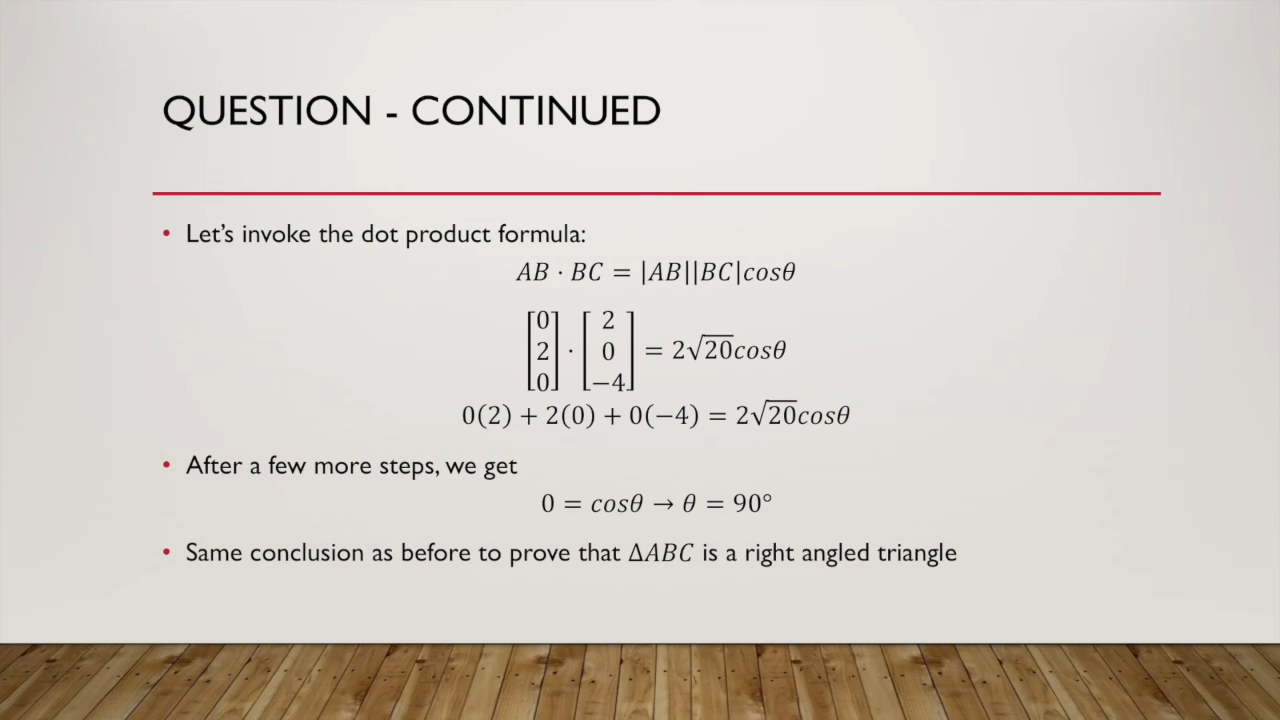 QUESTION - CONTINUED
• Let's invoke the dot product formula:
𝐴𝐵 · 𝐵𝐶 = |𝐴𝐵||𝐵𝐶|𝑐𝑜𝑠𝜃
[0 2 0] · [2 0 −4] = 2√20𝑐𝑜𝑠𝜃
0(2) + 2(0) + 0(−4) = 2√20𝑐𝑜𝑠𝜃
• After a few more steps, we get
0 = 𝑐𝑜𝑠𝜃 → 𝜃 = 90°
• Same conclusion as before to prove that Δ𝐴𝐵𝐶 is a right angled triangle